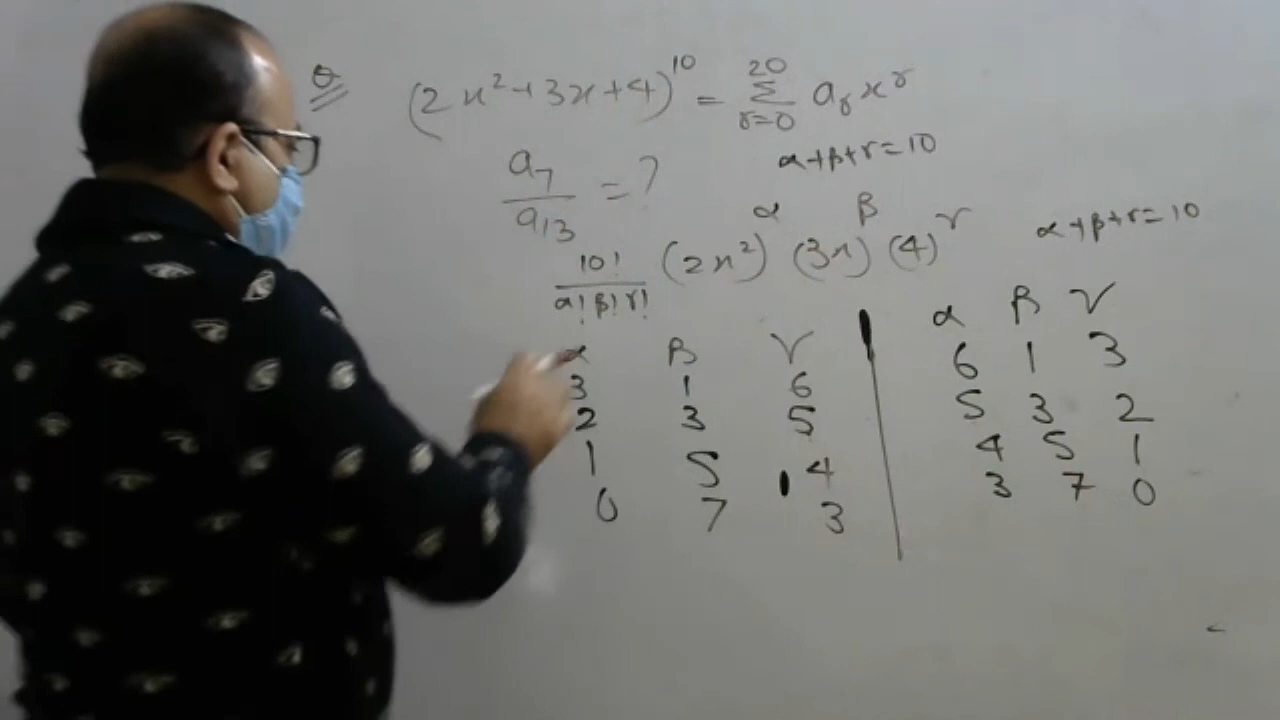 Q (2x²+3x+4)¹⁰ = Σ_{r=0}^{20} aᵣxʳ
a₇/a₁₃ = ?
α+β+γ=10
10!/(α!β!γ!) (2x²)^α (3x)^β (4)^γ
α+β+γ=10
α β γ
3 1 6
2 3 5
1 5 4
0 7 3
α β γ
6 1 3
5 3 2
4 5 1
3 7 0